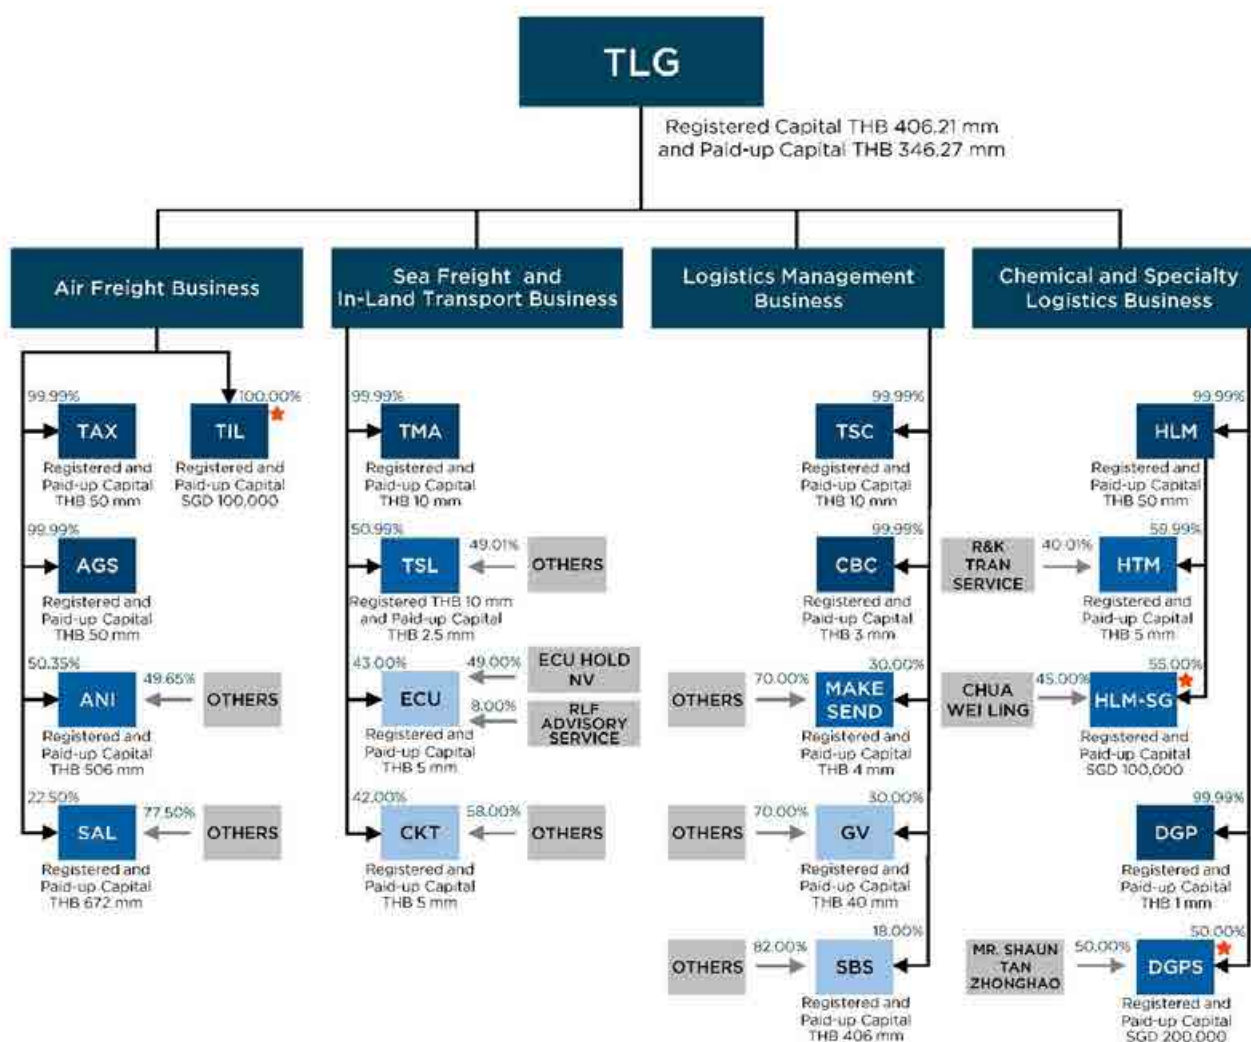 TLG
Registered Capital THB 406.21 mm
and Paid-up Capital THB 346.27 mm
Air Freight Business
Sea Freight and
In-Land Transport Business
Logistics Management
Business
Chemical and Specialty
Logistics Business
99.99%
TAX
Registered and
Paid-up Capital
THB 50 mm
100.00%
TIL
Registered and
Paid-up Capital
SGD 100,000
99.99%
AGS
Registered and
Paid-up Capital
THB 50 mm
50.35%
ANI
49.65%
OTHERS
Registered and
Paid-up Capital
THB 506 mm
22.50%
SAL
77.50%
OTHERS
Registered and
Paid-up Capital
THB 672 mm
99.99%
TMA
Registered and
Paid-up Capital
THB 10 mm
50.99%
TSL
49.01%
OTHERS
Registered THB 10 mm
and Paid-up Capital
THB 2.5 mm
43.00%
ECU
49.00%
ECU HOLD
NV
8.00%
RLF
ADVISORY
SERVICE
Registered and
Paid-up Capital
THB 5 mm
42.00%
CKT
58.00%
OTHERS
Registered and
Paid-up Capital
THB 5 mm
99.99%
TSC
Registered and
Paid-up Capital
THB 10 mm
99.99%
CBC
Registered and
Paid-up Capital
THB 3 mm
30.00%
OTHERS
70.00%
MAKE
SEND
Registered and
Paid-up Capital
THB 4 mm
30.00%
OTHERS
70.00%
GV
Registered and
Paid-up Capital
THB 40 mm
18.00%
OTHERS
82.00%
SBS
Registered and
Paid-up Capital
THB 406 mm
99.99%
HLM
Registered and
Paid-up Capital
THB 50 mm
59.99%
R&K
TRAN
SERVICE
40.01%
HTM
Registered and
Paid-up Capital
THB 5 mm
55.00%
CHUA
WEI LING
45.00%
HLM-SG
Registered and
Paid-up Capital
SGD 100,000
99.99%
DGP
Registered and
Paid-up Capital
THB 1 mm
50.00%
MR. SHAUN
TAN
ZHONGHAO
50.00%
DGPS
Registered and
Paid-up Capital
SGD 200,000